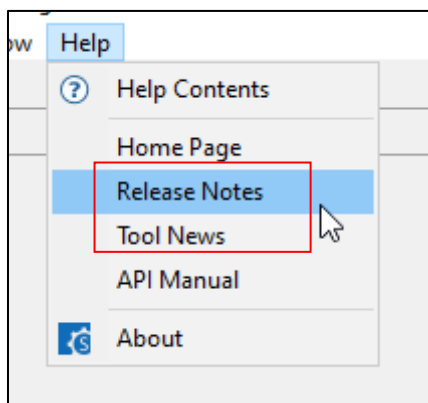 ow Help
Help Contents
Home Page
Release Notes
Tool News
API Manual
About